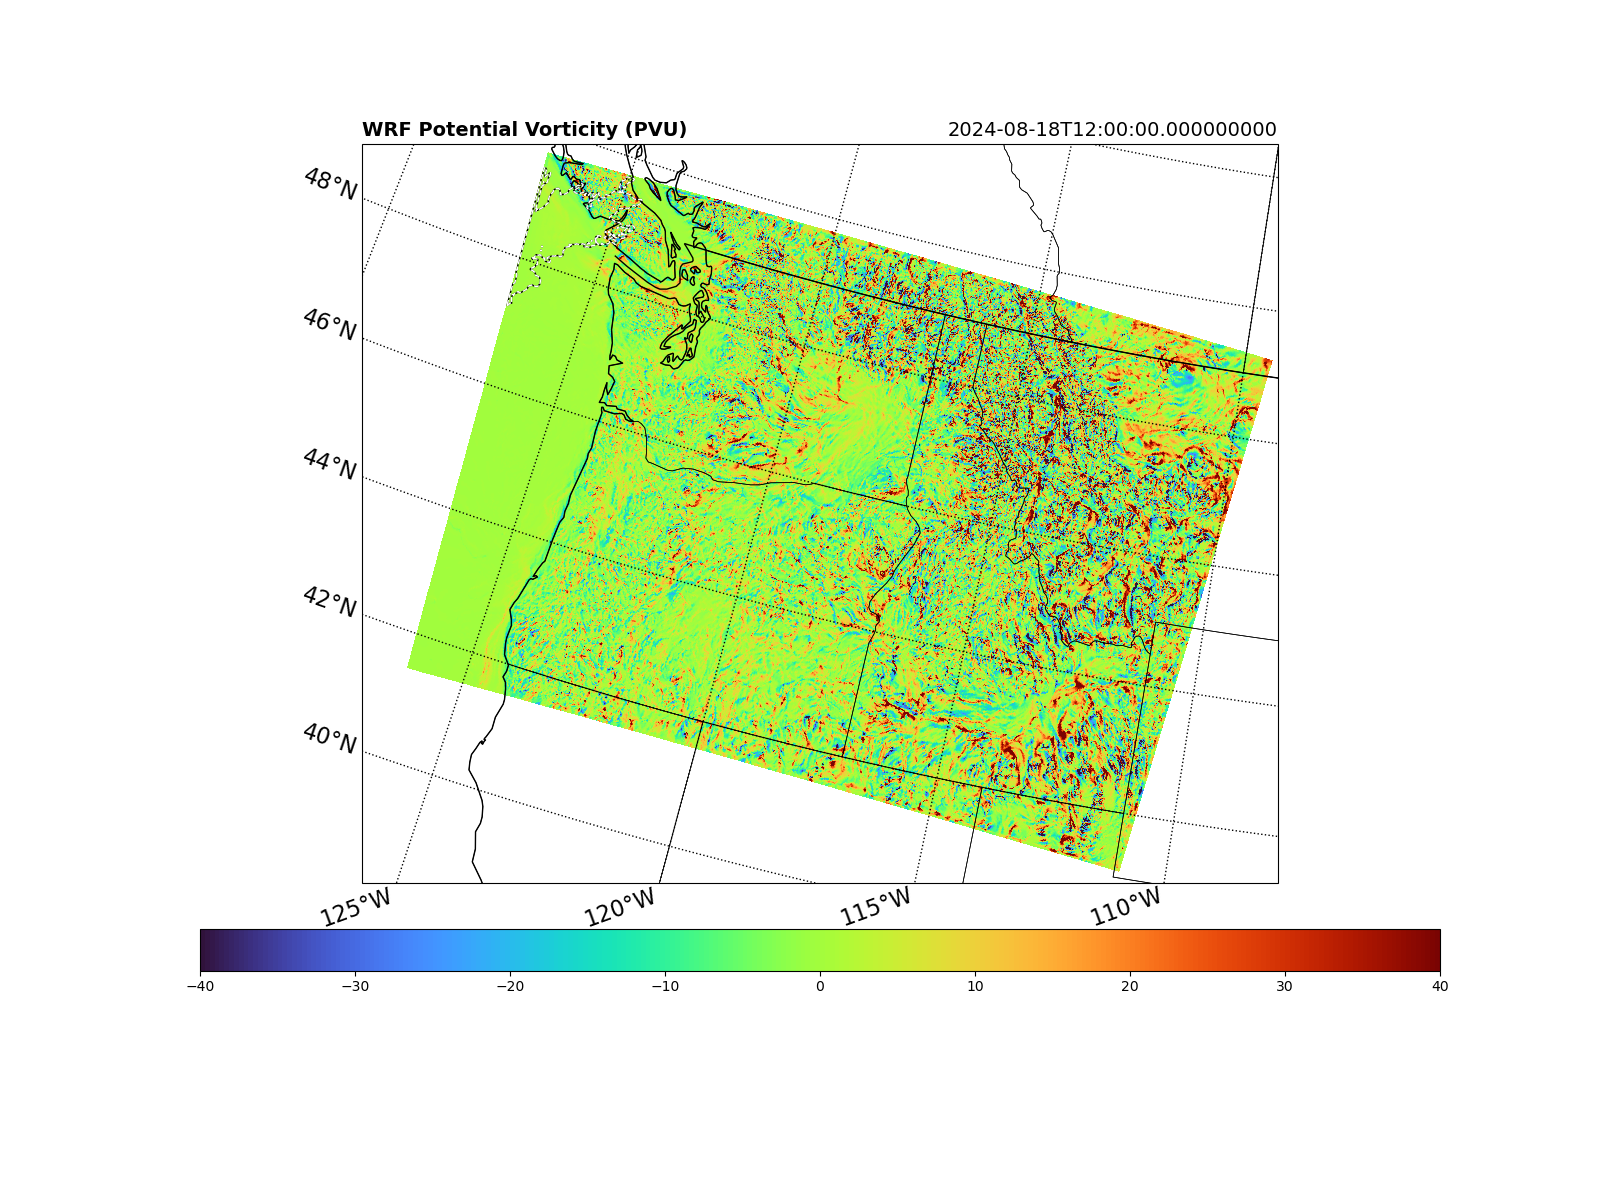 WRF Potential Vorticity (PVU)
2024-08-18T12:00:00.000000000
48°N
46°N
44°N
42°N
40°N
125°W
120°W
115°W
110°W
−40
−30
−20
−10
0
10
20
30
40